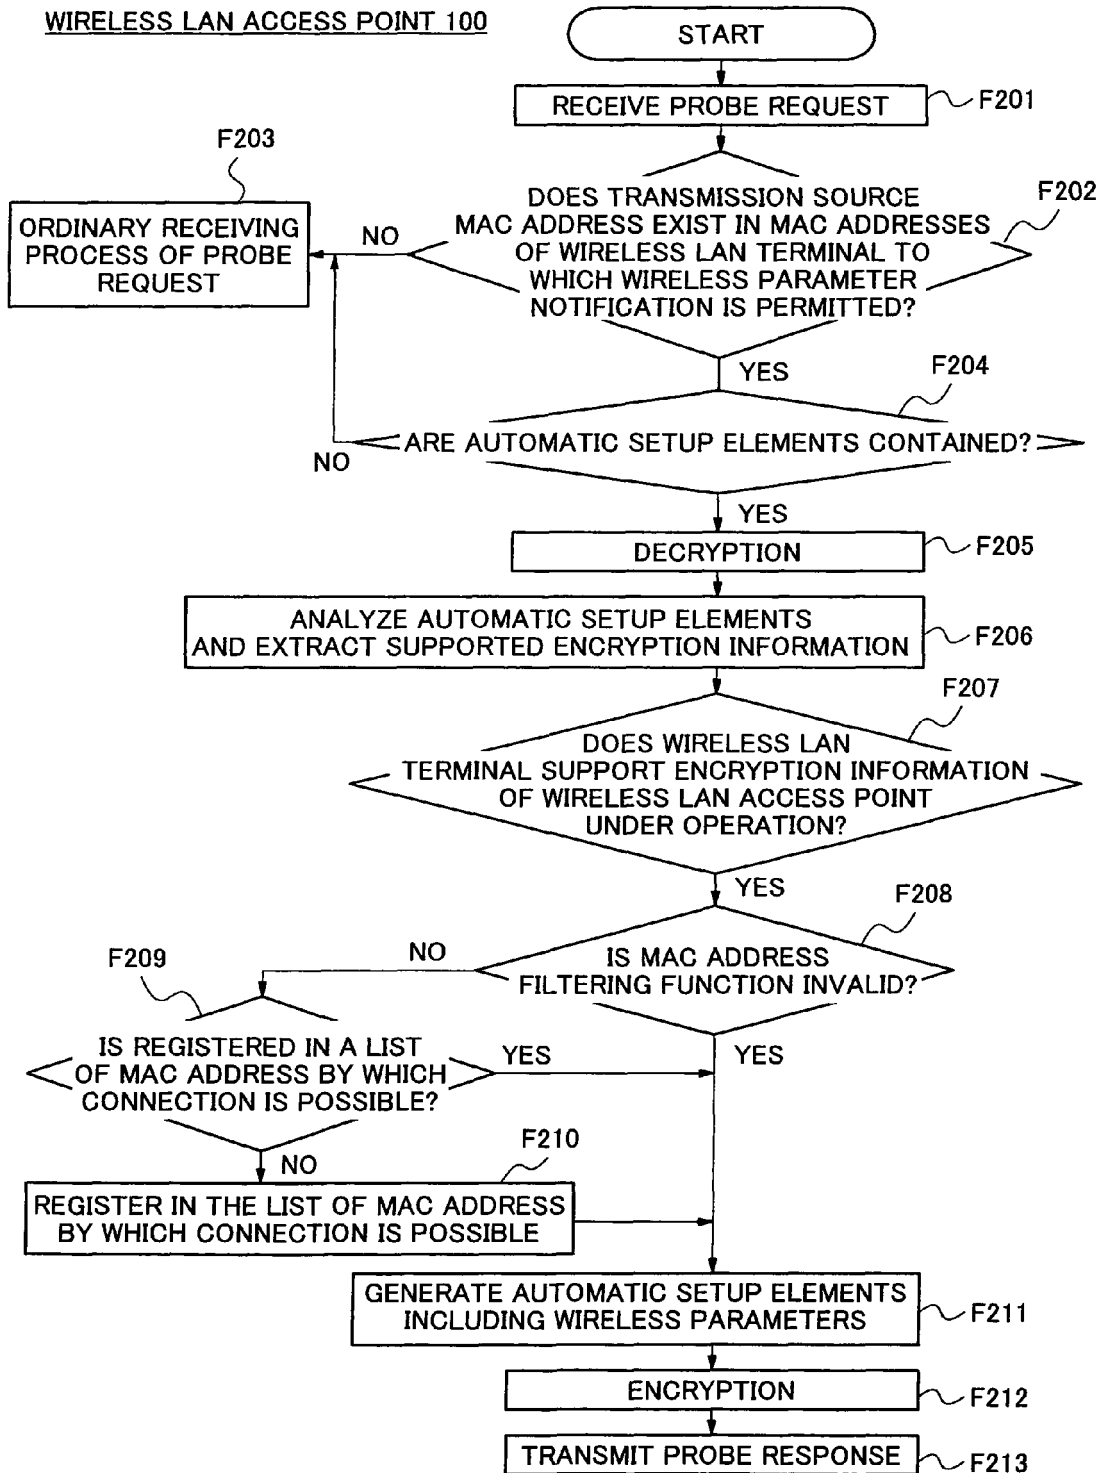 WIRELESS LAN ACCESS POINT 100
START
RECEIVE PROBE REQUEST
F201
F203
DOES TRANSMISSION SOURCE
MAC ADDRESS EXIST IN MAC ADDRESSES
OF WIRELESS LAN TERMINAL TO
WHICH WIRELESS PARAMETER
NOTIFICATION IS PERMITTED?
F202
NO
ORDINARY RECEIVING
PROCESS OF PROBE
REQUEST
YES
F204
ARE AUTOMATIC SETUP ELEMENTS CONTAINED?
NO
YES
DECRYPTION
F205
ANALYZE AUTOMATIC SETUP ELEMENTS
AND EXTRACT SUPPORTED ENCRYPTION INFORMATION
F206
F207
DOES WIRELESS LAN
TERMINAL SUPPORT ENCRYPTION INFORMATION
OF WIRELESS LAN ACCESS POINT
UNDER OPERATION?
YES
F208
IS MAC ADDRESS
FILTERING FUNCTION INVALID?
NO
F209
YES
IS REGISTERED IN A LIST
OF MAC ADDRESS BY WHICH
CONNECTION IS POSSIBLE?
YES
NO
F210
REGISTER IN THE LIST OF MAC ADDRESS
BY WHICH CONNECTION IS POSSIBLE
GENERATE AUTOMATIC SETUP ELEMENTS
INCLUDING WIRELESS PARAMETERS
F211
ENCRYPTION
F212
TRANSMIT PROBE RESPONSE
F213